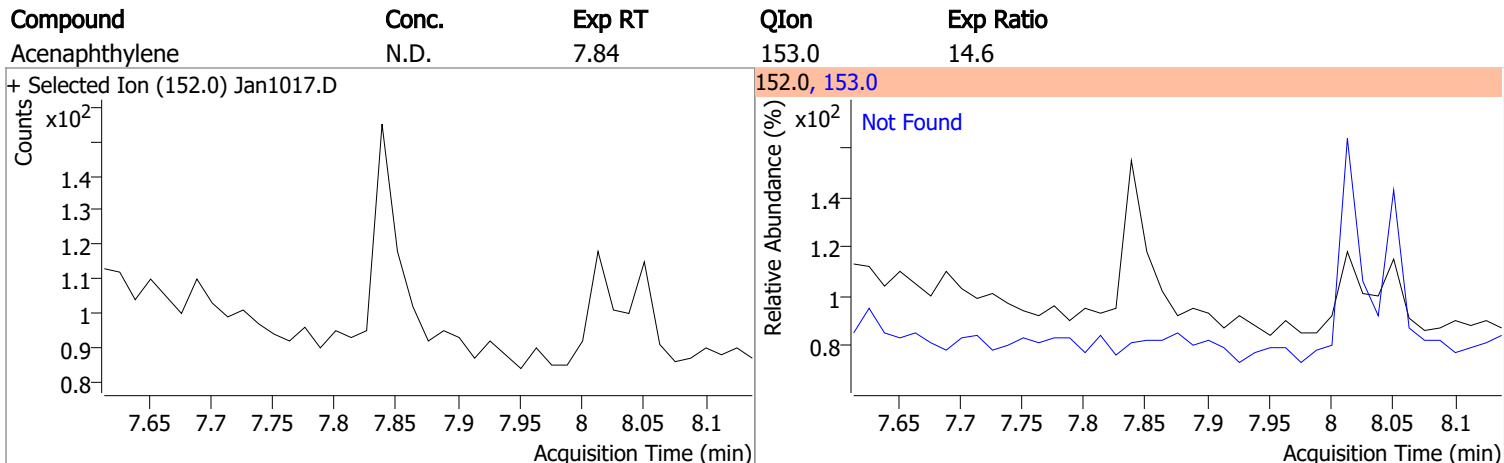 Compound Conc. Exp RT QIon Exp Ratio
Acenaphthylene N.D. 7.84 153.0 14.6
+ Selected Ion (152.0) Jan1017.D
Counts
x10²
1.4
1.3
1.2
1.1
1
0.9
0.8
7.65 7.7 7.75 7.8 7.85 7.9 7.95 8 8.05 8.1
Acquisition Time (min)
152.0, 153.0
Relative Abundance (%)
x10²
Not Found
1.4
1.2
1
0.8
7.65 7.7 7.75 7.8 7.85 7.9 7.95 8 8.05 8.1
Acquisition Time (min)